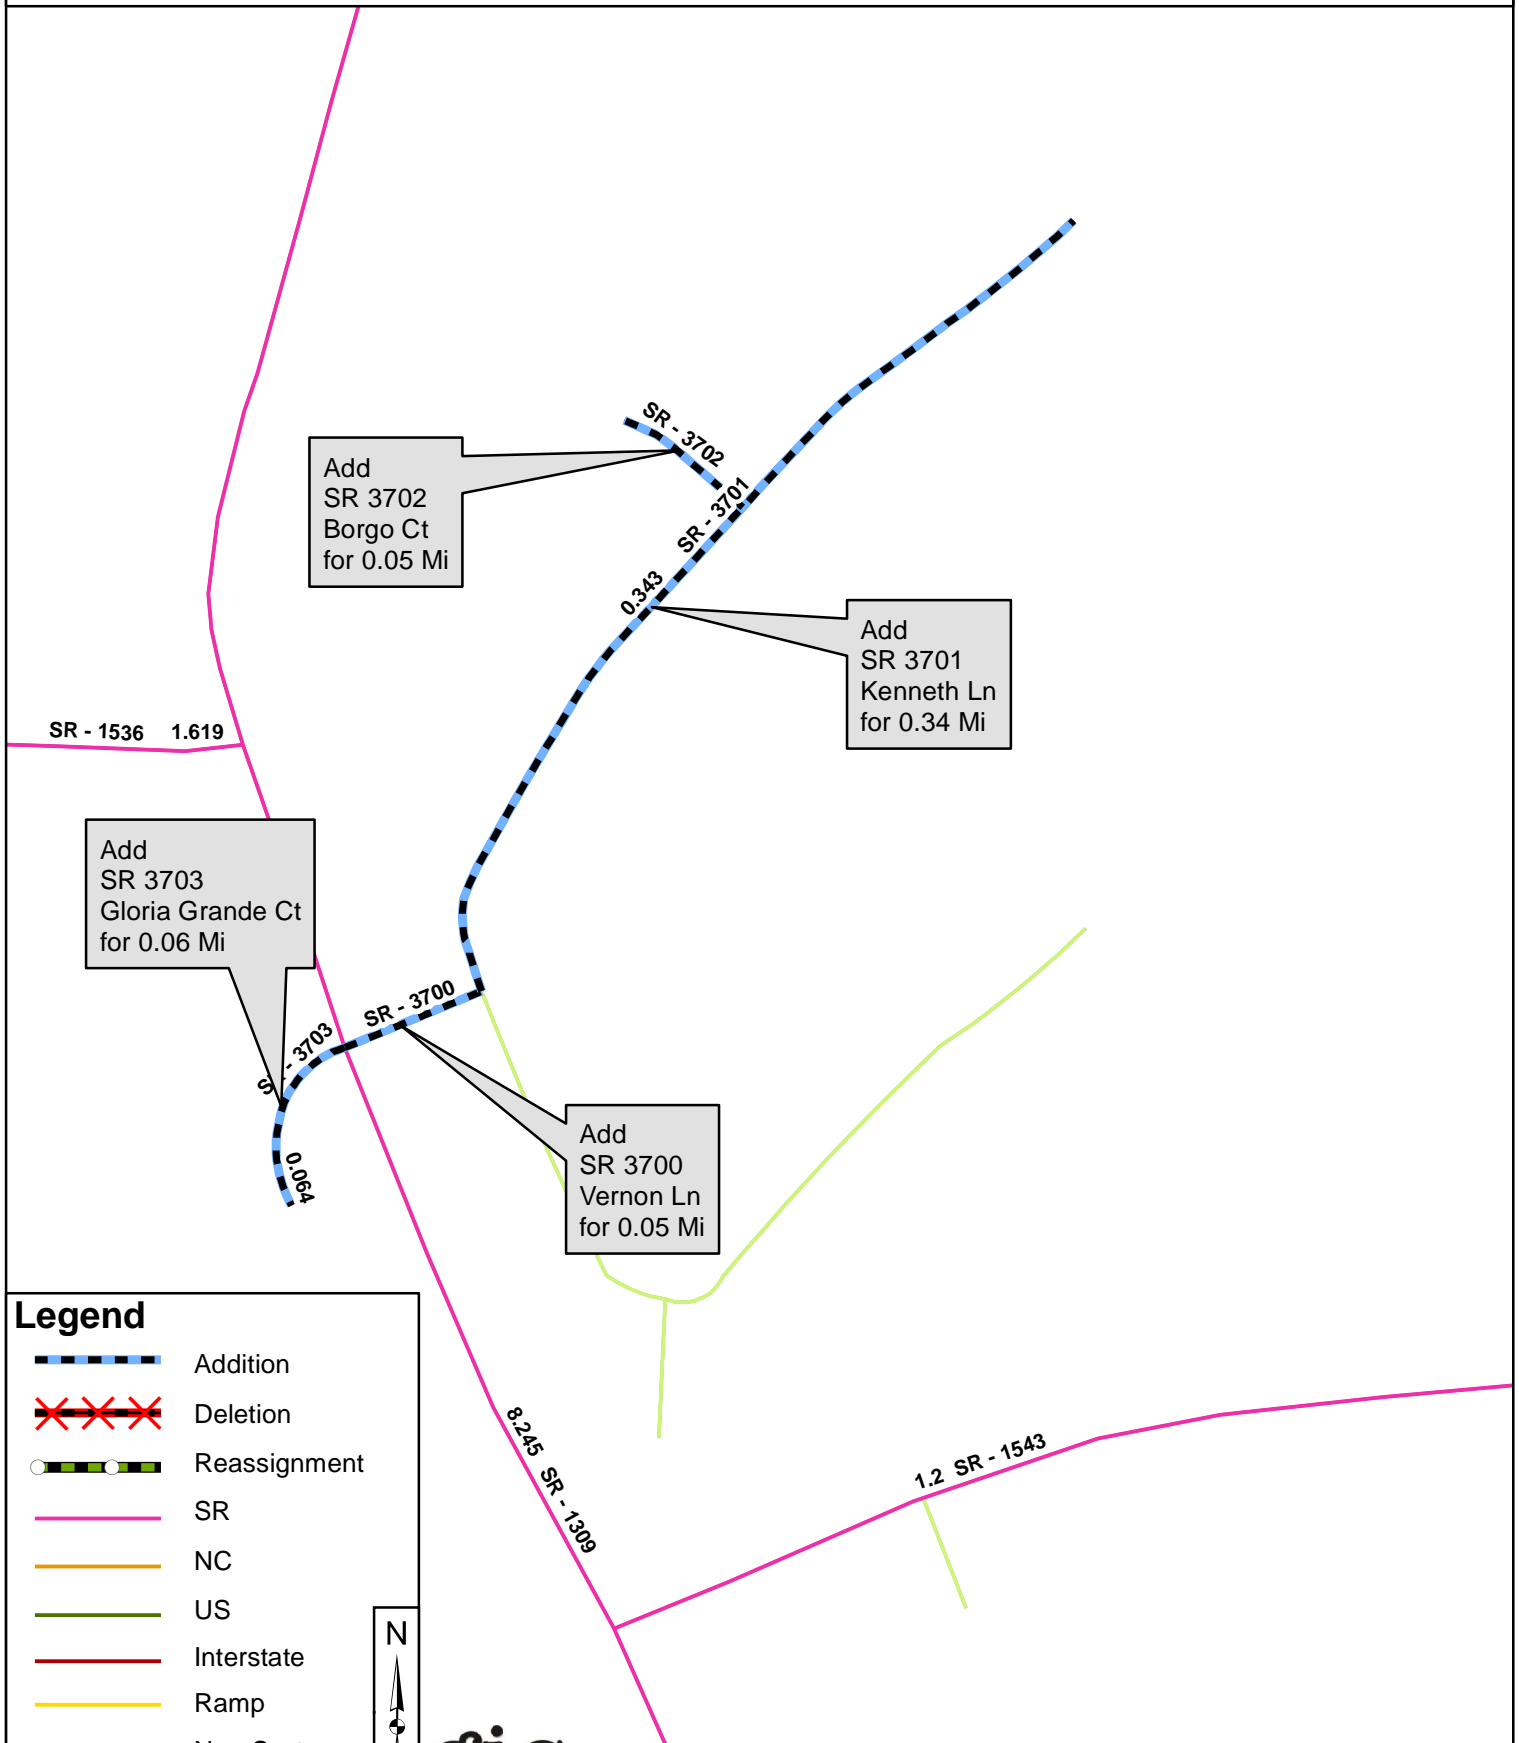 SR - 3702
Add
SR 3702
Borgo Ct
for 0.05 Mi
SR - 3701
0.343
Add
SR 3701
Kenneth Ln
for 0.34 Mi
SR - 1536 1.619
Add
SR 3703
Gloria Grande Ct
for 0.06 Mi
SR - 3700
- 3703
0.064
Add
SR 3700
Vernon Ln
for 0.05 Mi
8.245 SR - 1309
1.2 SR - 1543
Legend
Addition
Deletion
Reassignment
SR
NC
US
Interstate
Ramp
N